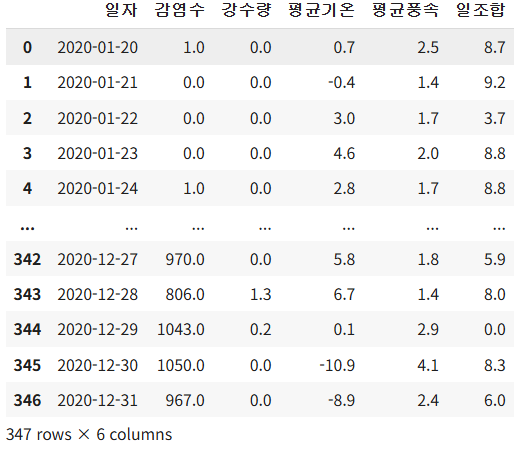 일자 감염수 강수량 평균기온 평균풍속 일조합
0 2020-01-20 1.0 0.0 0.7 2.5 8.7
1 2020-01-21 0.0 0.0 -0.4 1.4 9.2
2 2020-01-22 0.0 0.0 3.0 1.7 3.7
3 2020-01-23 0.0 0.0 4.6 2.0 8.8
4 2020-01-24 1.0 0.0 2.8 1.7 8.8
... ... ... ... ... ... ...
342 2020-12-27 970.0 0.0 5.8 1.8 5.9
343 2020-12-28 806.0 1.3 6.7 1.4 8.0
344 2020-12-29 1043.0 0.2 0.1 2.9 0.0
345 2020-12-30 1050.0 0.0 -10.9 4.1 8.3
346 2020-12-31 967.0 0.0 -8.9 2.4 6.0
347 rows × 6 columns